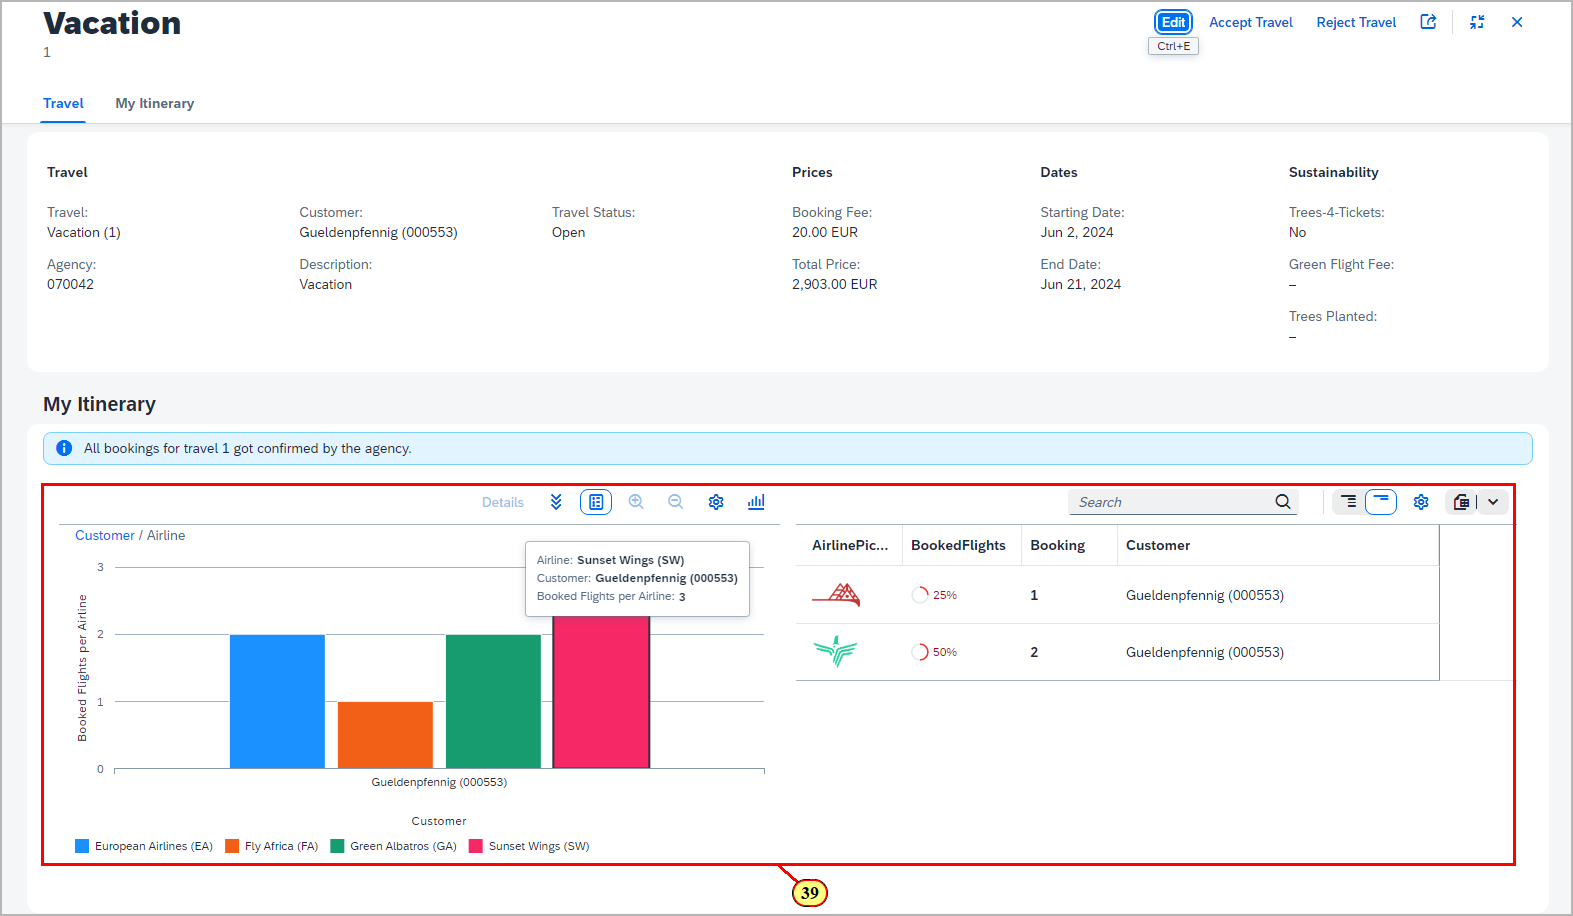 Vacation
1
Edit
Accept Travel
Reject Travel
Ctrl+E
Travel
My Itinerary
Travel
Travel:
Vacation (1)
Agency:
070042
Customer:
Gueldenpfennig (000553)
Description:
Vacation
Travel Status:
Open
Prices
Booking Fee:
20.00 EUR
Total Price:
2,903.00 EUR
Dates
Starting Date:
Jun 2, 2024
End Date:
Jun 21, 2024
Sustainability
Trees-4-Tickets:
No
Green Flight Fee:
–
Trees Planted:
–
My Itinerary
All bookings for travel 1 got confirmed by the agency.
Details
Customer / Airline
Airline: Sunset Wings (SW)
Customer: Gueldenpfennig (000553)
Booked Flights per Airline: 3
Booked Flights per Airline
3
2
1
0
Gueldenpfennig (000553)
Customer
European Airlines (EA)
Fly Africa (FA)
Green Albatros (GA)
Sunset Wings (SW)
Search
AirlinePic... BookedFlights Booking Customer
25% 1 Gueldenpfennig (000553)
50% 2 Gueldenpfennig (000553)
39